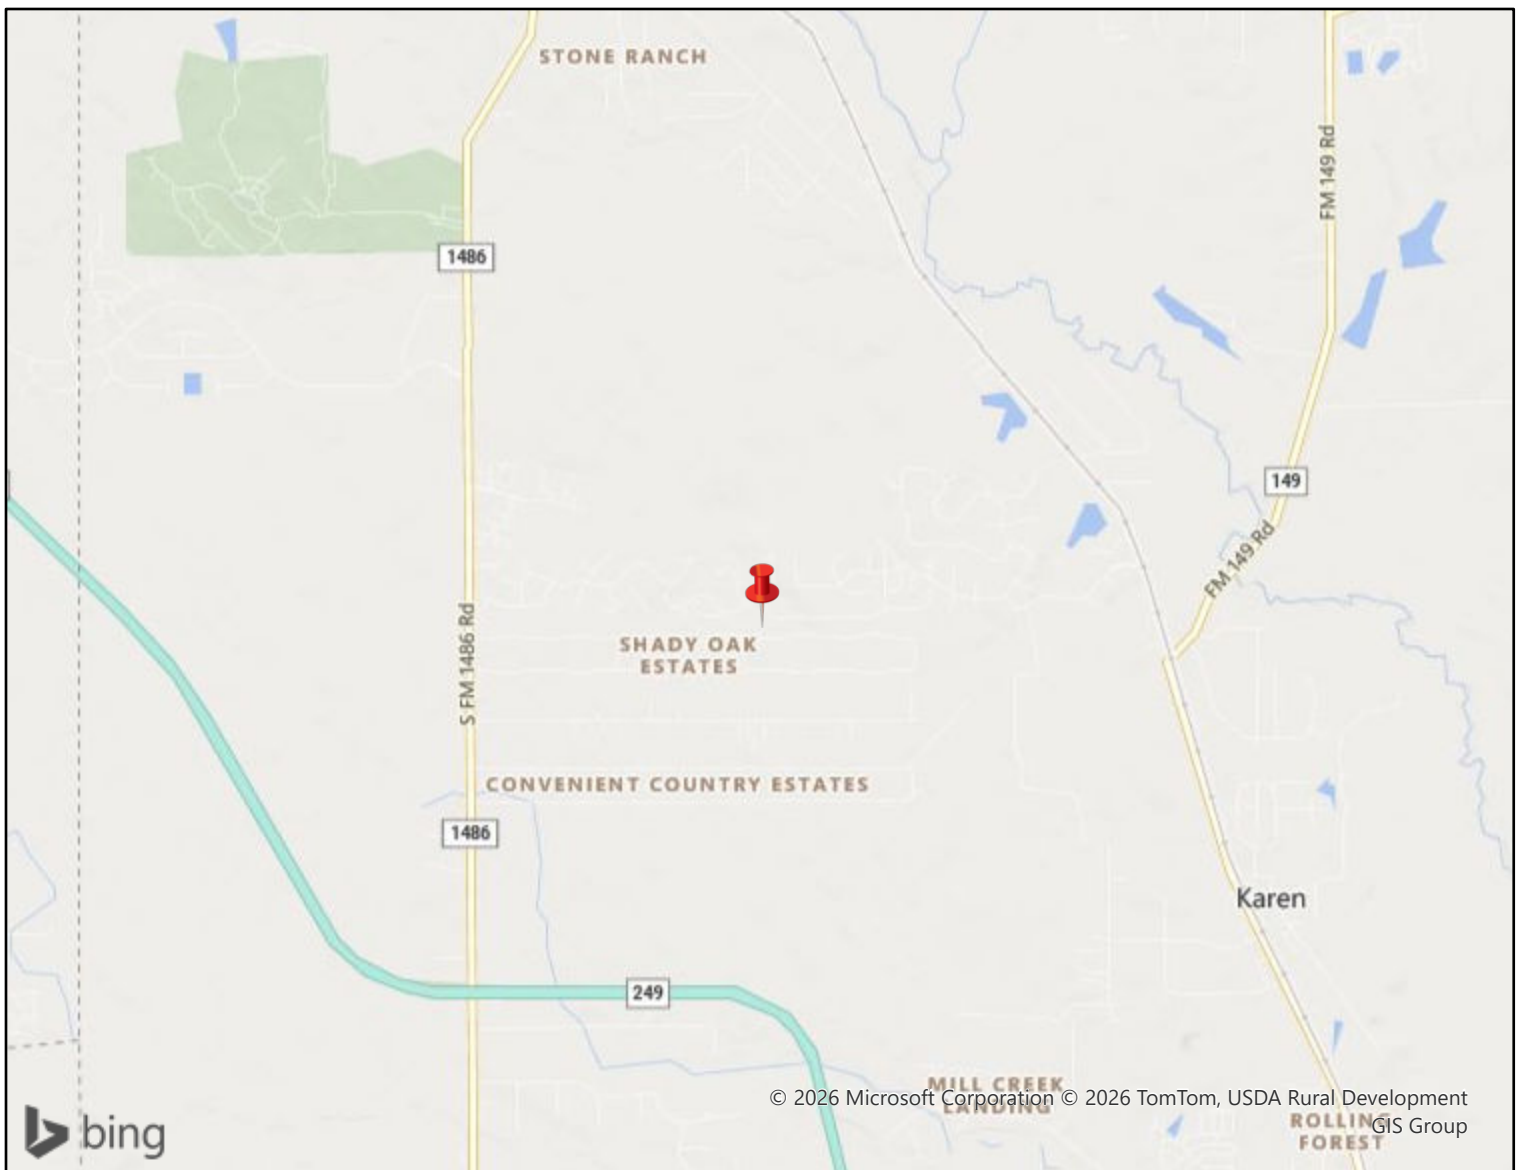 STONE RANCH
FM 149 Rd
1486
149
FM 149 Rd
S FM 1486 Rd
SHADY OAK
ESTATES
CONVENIENT COUNTRY ESTATES
1486
Karen
249
MILL CREEK
LANDING
© 2026 Microsoft Corporation © 2026 TomTom, USDA Rural Development
GIS Group
ROLLING
FOREST
bing